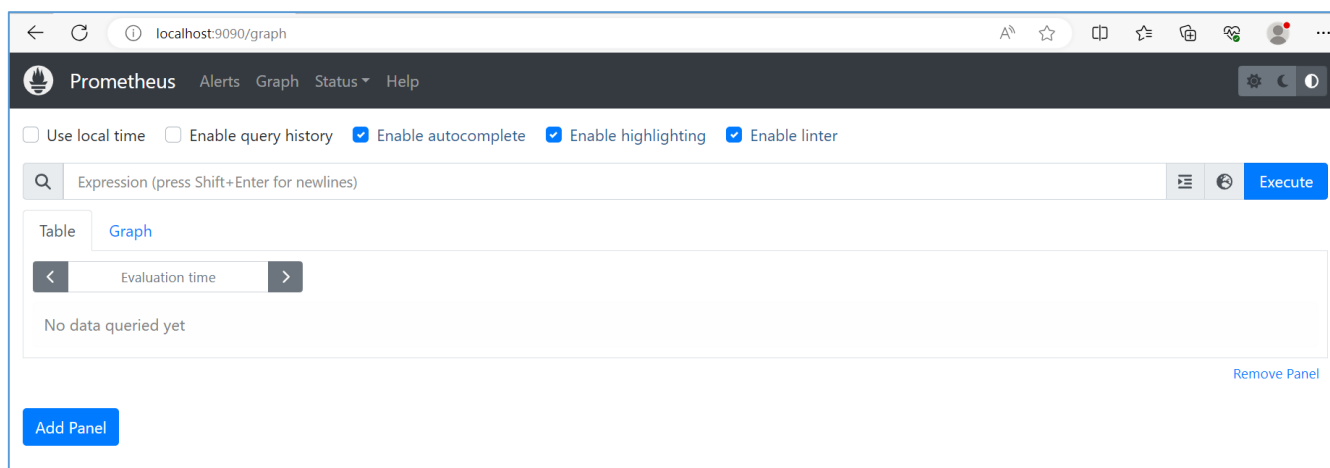 localhost:9090/graph
Prometheus Alerts Graph Status Help
Use local time Enable query history Enable autocomplete Enable highlighting Enable linter
Expression (press Shift+Enter for newlines) Execute
Table Graph
Evaluation time
No data queried yet
Remove Panel
Add Panel